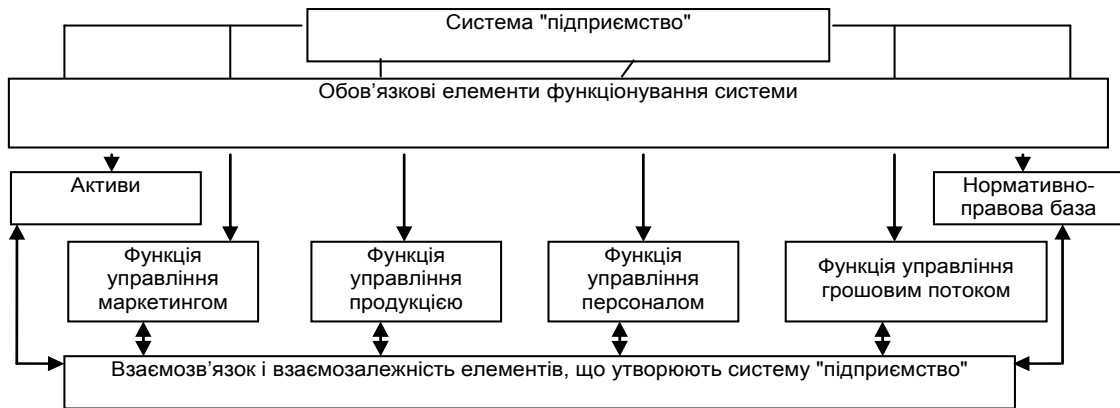 Система "підприємство"
Обов’язкові елементи функціонування системи
Активи
Нормативно-
правова база
Функція
управління
маркетингом
Функція
управління
продукцією
Функція
управління
персоналом
Функція управління
грошовим потоком
Взаємозв’язок і взаємозалежність елементів, що утворюють систему "підприємство"